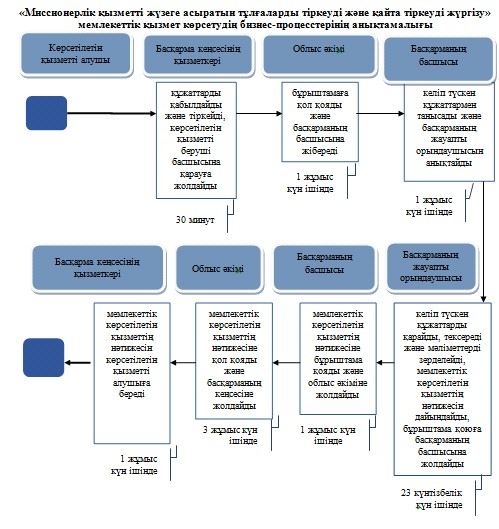 «Миссионерлік қызметті жүзеге асыратын тұлғаларды тіркеуді және қайта тіркеуді жүргізу»
мемлекеттік қызмет көрсетудің бизнес-процесстерінің анықтамалығы
Көрсетілетін
қызметті алушы
Басқарма кеңсесінің
қызметкері
Облыс әкімі
Басқарманың
басшысы
құжаттарды
қабылдайды
және тіркейді,
көрсетілетін
қызметті
беруші
басшысына
қарауға
жолдайды
30 минут
бұрыштамаға
қол қояды
және
басқарманың
басшысына
жібереді
1 жұмыс
күн ішінде
келіп түскен
құжаттармен
танысады және
басқарманың
жауапты
орындаушысын
анықтайды
1 жұмыс
күн ішінде
Басқарма кеңсесінің
қызметкері
Облыс әкімі
Басқарманың
басшысы
Басқарманың
жауапты
орындаушысы
мемлекеттік
көрсетілетін
қызметтің
нәтижесін
көрсетілетін
қызметті
алушыға
береді
1 жұмыс
күн ішінде
мемлекеттік
көрсетілетін
қызметтің
нәтижесіне
қол қояды
және
басқарманың
кеңсесіне
жолдайды
3 жұмыс күн
ішінде
мемлекеттік
көрсетілетін
қызметтің
нәтижесіне
бұрыштама
қояды және
облыс әкіміне
жолдайды
1 жұмыс күн
ішінде
келіп түскен
құжаттарды
қарайды, тексереді
және мәліметтерді
зерделейді,
мемлекеттік
көрсетілетін
қызметтің
нәтижесін
дайындайды,
бұрыштама қоюға
басқарманың
басшысына
жолдайды
23 күнтізбелік
күн ішінде